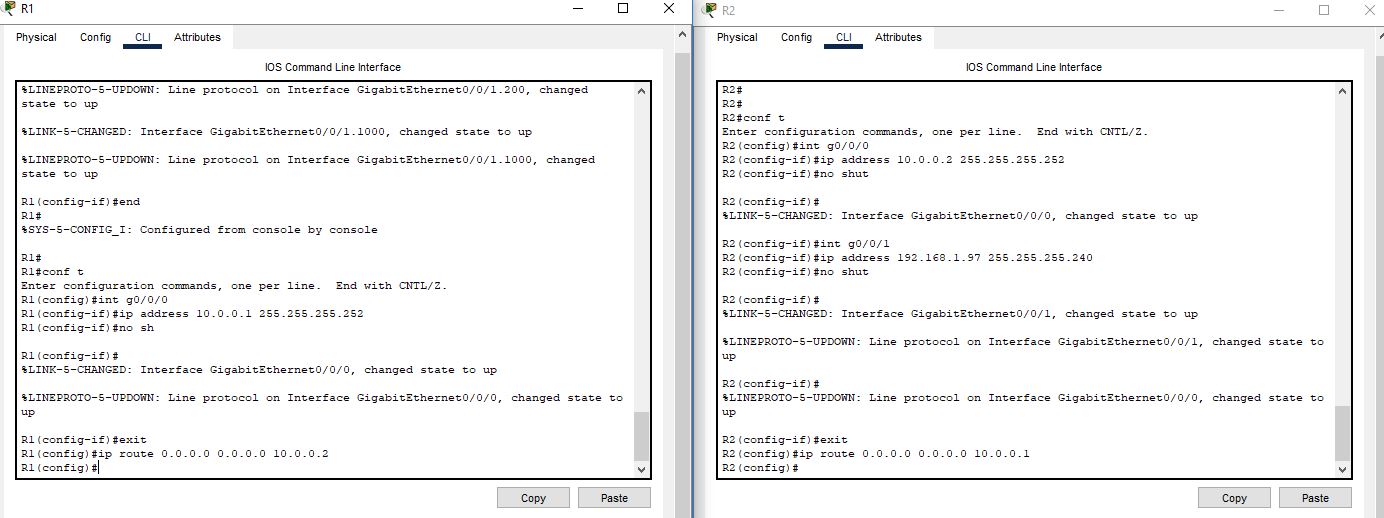 R1
Physical Config CLI Attributes
IOS Command Line Interface
%LINEPROTO-5-UPDOWN: Line protocol on Interface GigabitEthernet0/0/1.200, changed
state to up
%LINK-5-CHANGED: Interface GigabitEthernet0/0/1.1000, changed state to up
%LINEPROTO-5-UPDOWN: Line protocol on Interface GigabitEthernet0/0/1.1000, changed
state to up
R1(config-if)#end
R1#
%SYS-5-CONFIG_I: Configured from console by console
R1#
R1#conf t
Enter configuration commands, one per line.  End with CNTL/Z.
R1(config)#int g0/0/0
R1(config-if)#ip address 10.0.0.1 255.255.255.252
R1(config-if)#no sh
R1(config-if)#
%LINK-5-CHANGED: Interface GigabitEthernet0/0/0, changed state to up
%LINEPROTO-5-UPDOWN: Line protocol on Interface GigabitEthernet0/0/0, changed state to
up
R1(config-if)#exit
R1(config)#ip route 0.0.0.0 0.0.0.0 10.0.0.2
R1(config)#
Copy Paste
R2
Physical Config CLI Attributes
IOS Command Line Interface
R2#
R2#
R2#conf t
Enter configuration commands, one per line.  End with CNTL/Z.
R2(config)#int g0/0/0
R2(config-if)#ip address 10.0.0.2 255.255.255.252
R2(config-if)#no shut
R2(config-if)#
%LINK-5-CHANGED: Interface GigabitEthernet0/0/0, changed state to up
R2(config-if)#int g0/0/1
R2(config-if)#ip address 192.168.1.97 255.255.255.240
R2(config-if)#no shut
R2(config-if)#
%LINK-5-CHANGED: Interface GigabitEthernet0/0/1, changed state to up
%LINEPROTO-5-UPDOWN: Line protocol on Interface GigabitEthernet0/0/1, changed state to
up
R2(config-if)#
%LINEPROTO-5-UPDOWN: Line protocol on Interface GigabitEthernet0/0/0, changed state to
up
R2(config-if)#exit
R2(config)#ip route 0.0.0.0 0.0.0.0 10.0.0.1
R2(config)#
Copy Paste